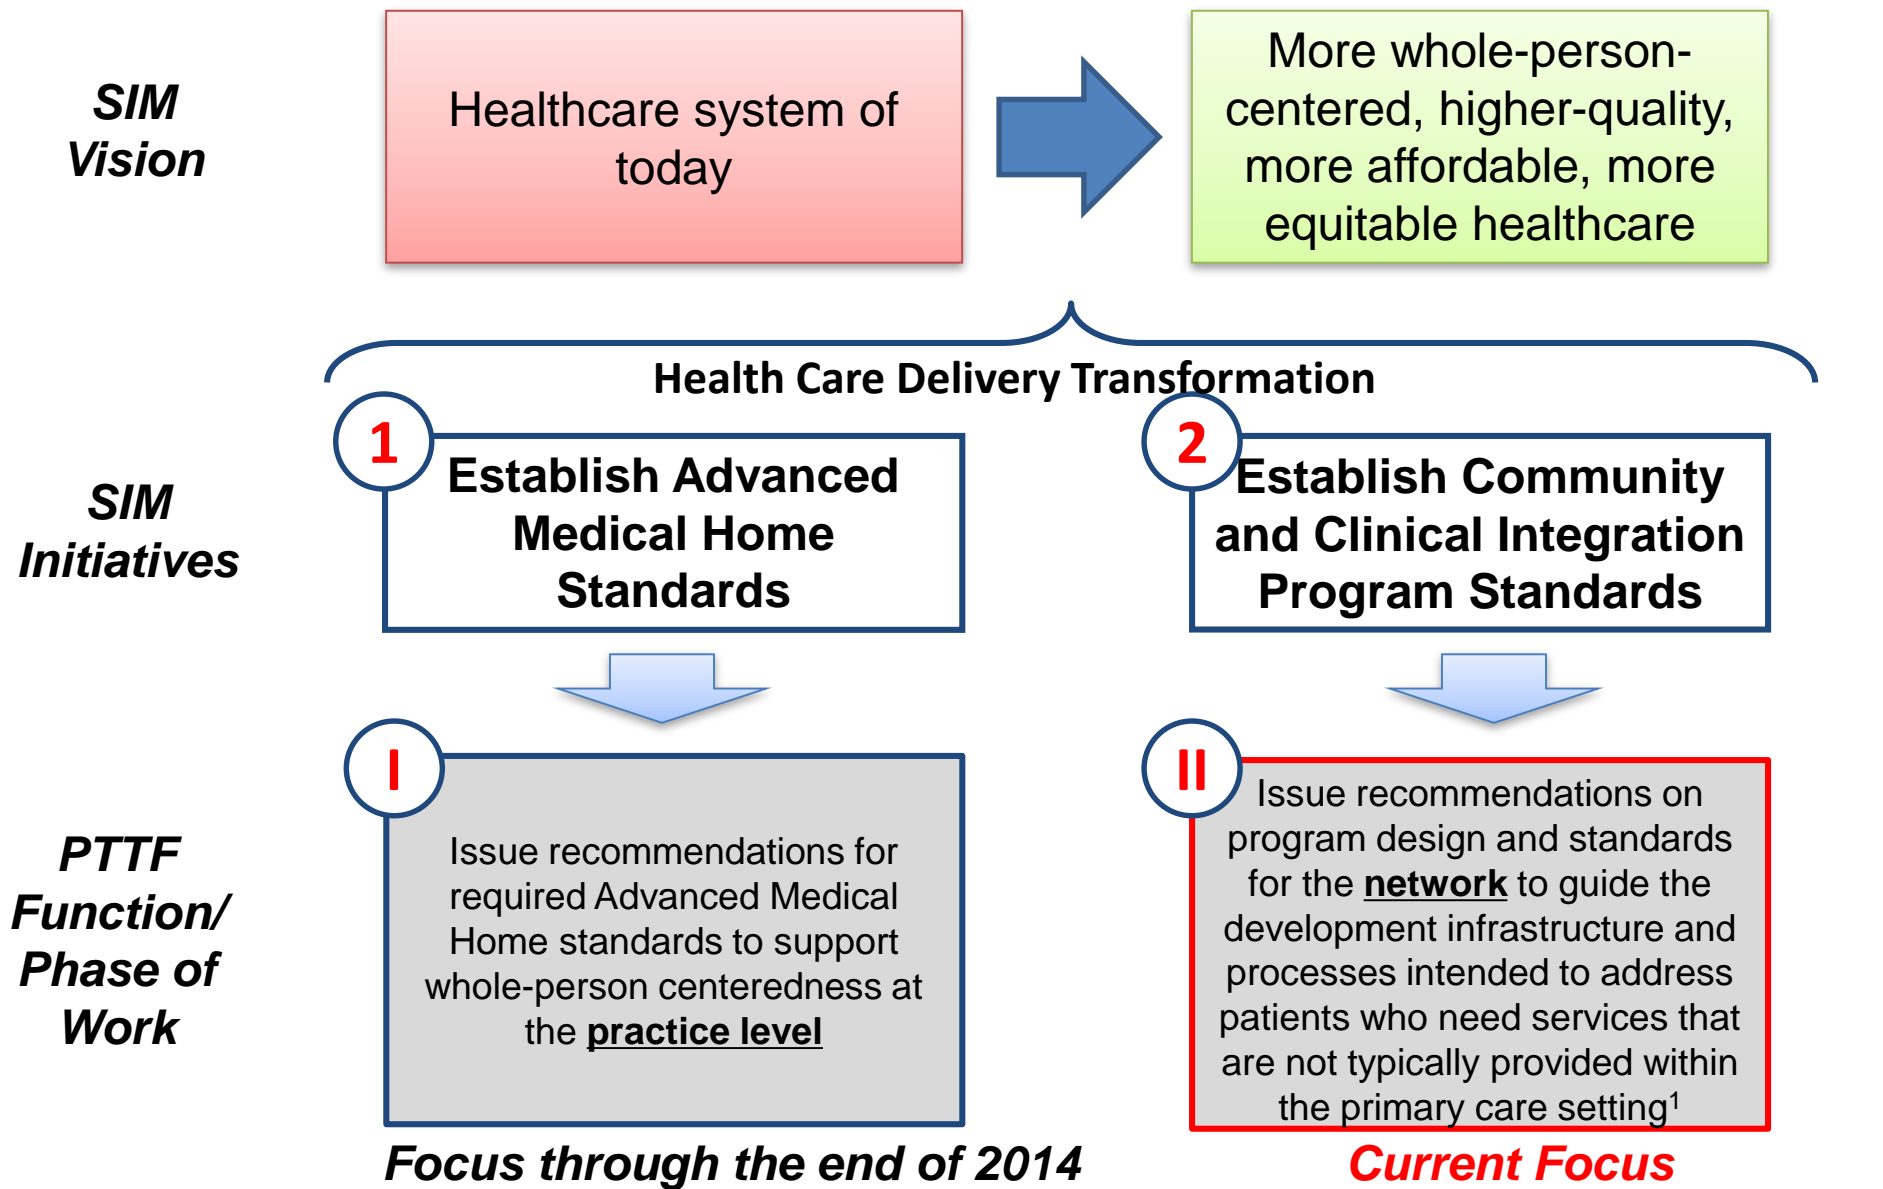 SIM
Vision
Healthcare system of
today
More whole-person-
centered, higher-quality,
more affordable, more
equitable healthcare
Health Care Delivery Transformation
SIM
Initiatives
1
Establish Advanced
Medical Home
Standards
2
Establish Community
and Clinical Integration
Program Standards
PTTF
Function/
Phase of
Work
I
Issue recommendations for
required Advanced Medical
Home standards to support
whole-person centeredness at
the practice level
II
Issue recommendations on
program design and standards
for the network to guide the
development infrastructure and
processes intended to address
patients who need services that
are not typically provided within
the primary care setting¹
Focus through the end of 2014
Current Focus